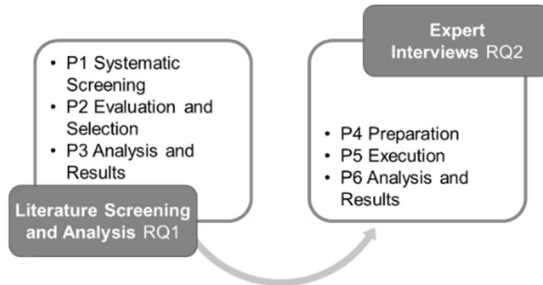 • P1 Systematic
Screening
• P2 Evaluation and
Selection
• P3 Analysis and
Results
Literature Screening
and Analysis RQ1
Expert
Interviews RQ2
• P4 Preparation
• P5 Execution
• P6 Analysis and
Results